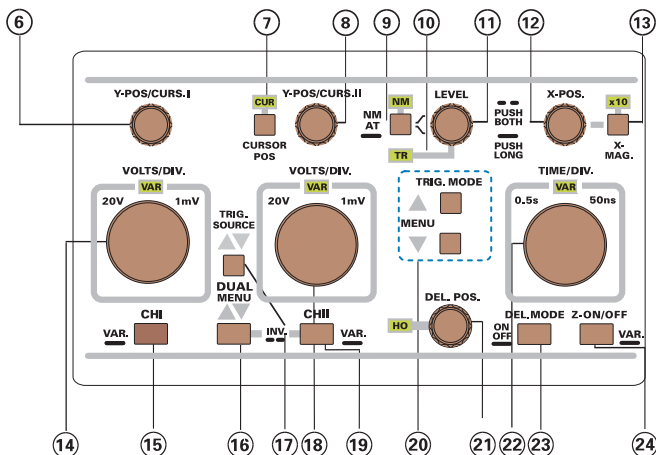 6 7 8 9 10 11 12 13
Y-POS/CURS.I
CUR
CURSOR
POS
Y-POS/CURS.II
NM
AT
NM
LEVEL
TR
PUSH
BOTH
PUSH
LONG
X-POS.
x10
X-
MAG.
VOLTS/DIV.
VAR
20V 1mV
TRIG.
SOURCE
VOLTS/DIV.
VAR
20V 1mV
TRIG. MODE
MENU
TIME/DIV.
VAR
0.5s 50ns
DUAL
MENU
CHI
VAR.
INV.
CHII
VAR.
HO
DEL. POS.
ON
OFF
DEL.MODE
Z-ON/OFF
VAR.
14 15 16 17 18 19 20 21 22 23 24